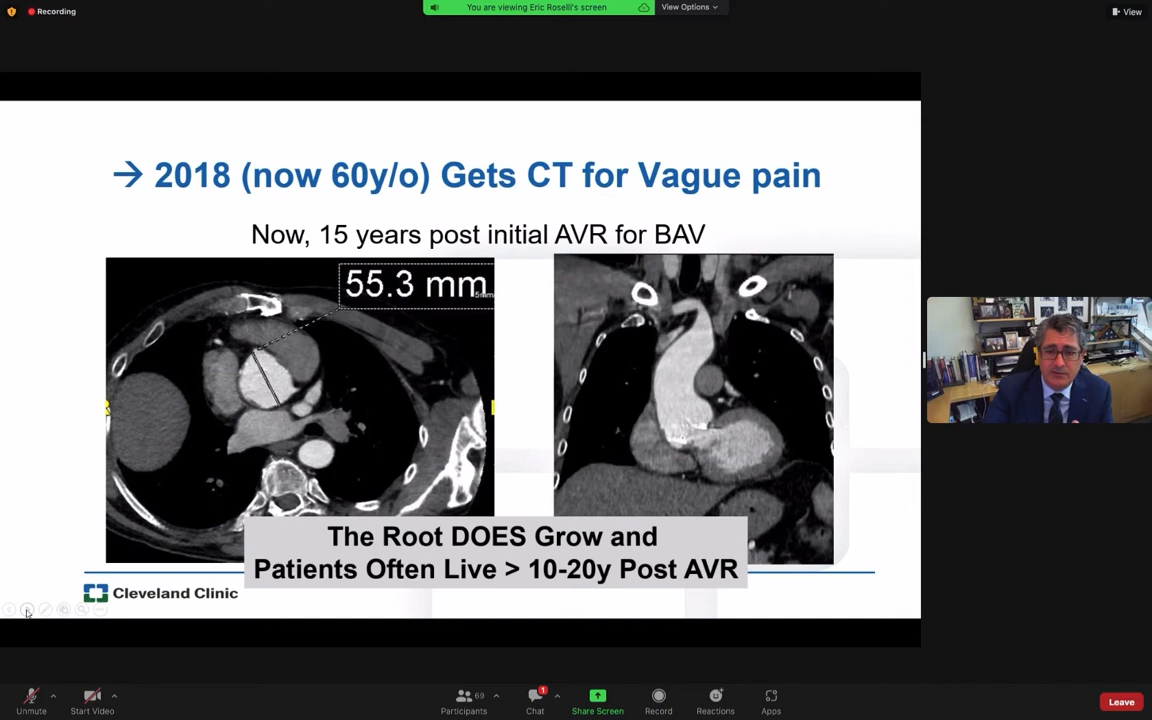 Recording
You are viewing Eric Roselli's screen
View Options
View
→ 2018 (now 60y/o) Gets CT for Vague pain
Now, 15 years post initial AVR for BAV
55.3 mm
5mm
R
The Root DOES Grow and
Patients Often Live > 10-20y Post AVR
Cleveland Clinic
Unmute
Start Video
Participants
69
Chat
1
Share Screen
Record
Reactions
Apps
Leave